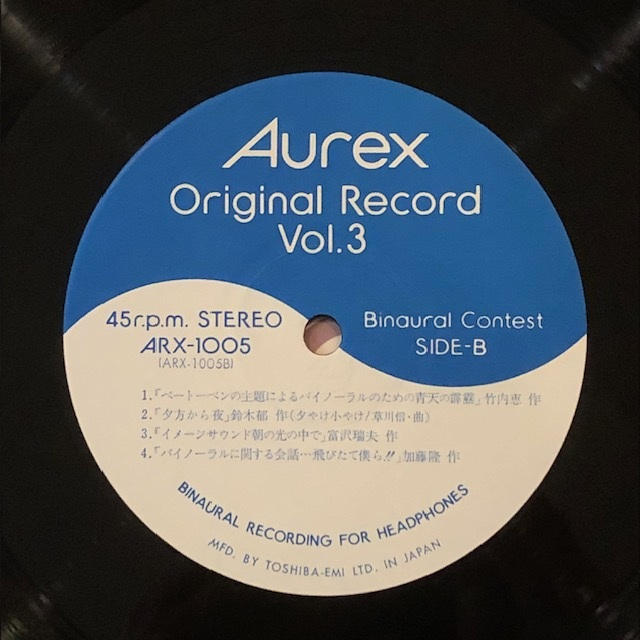 Aurex
Original Record
Vol.3
45r.p.m. STEREO
ARX-1005
(ARX-1005B)
Binaural Contest
SIDE-B
1.『ベートーベンの主題によるバイノーラルのための青天の霹靂』竹内恵 作
2.『夕方から夜』鈴木郁 作(夕やけ小やけ/草川信・曲)
3.『イメージサウンド朝の光の中で』富沢瑞夫 作
4.『バイノーラルに関する会話…飛びたて僕ら!!』加藤隆 作
BINAURAL RECORDING FOR HEADPHONES
MFD. BY TOSHIBA-EMI LTD. IN JAPAN